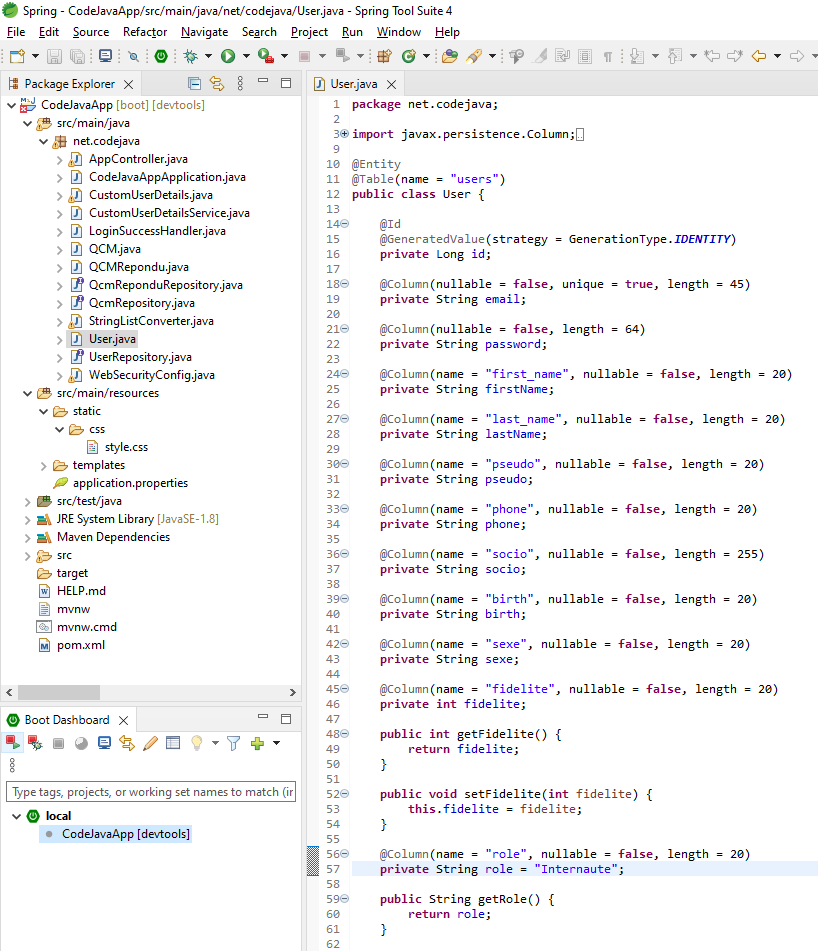 Spring - CodeJavaApp/src/main/java/net/codejava/User.java - Spring Tool Suite 4
File Edit Source Refactor Navigate Search Project Run Window Help
Package Explorer
CodeJavaApp [boot] [devtools]
src/main/java
net.codejava
AppController.java
CodeJavaAppApplication.java
CustomUserDetails.java
CustomUserDetailsService.java
LoginSuccessHandler.java
QCM.java
QCMRepondu.java
QcmReponduRepository.java
QcmRepository.java
StringListConverter.java
User.java
UserRepository.java
WebSecurityConfig.java
src/main/resources
static
css
style.css
templates
application.properties
src/test/java
JRE System Library [JavaSE-1.8]
Maven Dependencies
src
target
HELP.md
mvnw
mvnw.cmd
pom.xml
Boot Dashboard
Type tags, projects, or working set names to match (ir
local
CodeJavaApp [devtools]
User.java
1 package net.codejava;
2
3 import javax.persistence.Column;
9
10 @Entity
11 @Table(name = "users")
12 public class User {
13
14 @Id
15 @GeneratedValue(strategy = GenerationType.IDENTITY)
16 private Long id;
17
18 @Column(nullable = false, unique = true, length = 45)
19 private String email;
20
21 @Column(nullable = false, length = 64)
22 private String password;
23
24 @Column(name = "first_name", nullable = false, length = 20)
25 private String firstName;
26
27 @Column(name = "last_name", nullable = false, length = 20)
28 private String lastName;
29
30 @Column(name = "pseudo", nullable = false, length = 20)
31 private String pseudo;
32
33 @Column(name = "phone", nullable = false, length = 20)
34 private String phone;
35
36 @Column(name = "socio", nullable = false, length = 255)
37 private String socio;
38
39 @Column(name = "birth", nullable = false, length = 20)
40 private String birth;
41
42 @Column(name = "sexe", nullable = false, length = 20)
43 private String sexe;
44
45 @Column(name = "fidelite", nullable = false, length = 20)
46 private int fidelite;
47
48 public int getFidelite() {
49 return fidelite;
50 }
51
52 public void setFidelite(int fidelite) {
53 this.fidelite = fidelite;
54 }
55
56 @Column(name = "role", nullable = false, length = 20)
57 private String role = "Internaute";
58
59 public String getRole() {
60 return role;
61 }
62